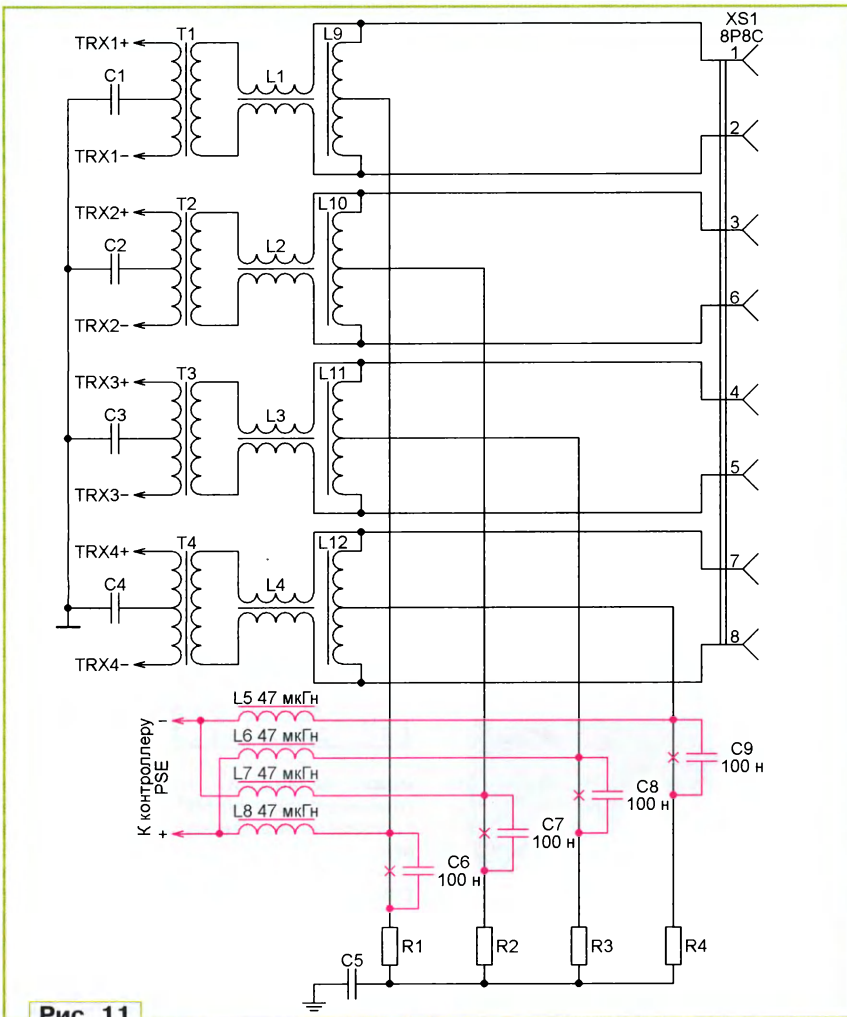 XS1
8P8C
TRX1+
T1
L9
1
C1
L1
TRX1−
2
TRX2+
T2
L10
3
C2
L2
TRX2−
6
TRX3+
T3
L11
4
C3
L3
TRX3−
5
TRX4+
T4
L12
7
C4
L4
TRX4−
8
К контроллеру
PSE
−
+
L5 47 мкГн
L6 47 мкГн
L7 47 мкГн
L8 47 мкГн
C9
100 н
C8
100 н
C7
100 н
C6
100 н
R1
R2
R3
R4
C5
Рис. 11